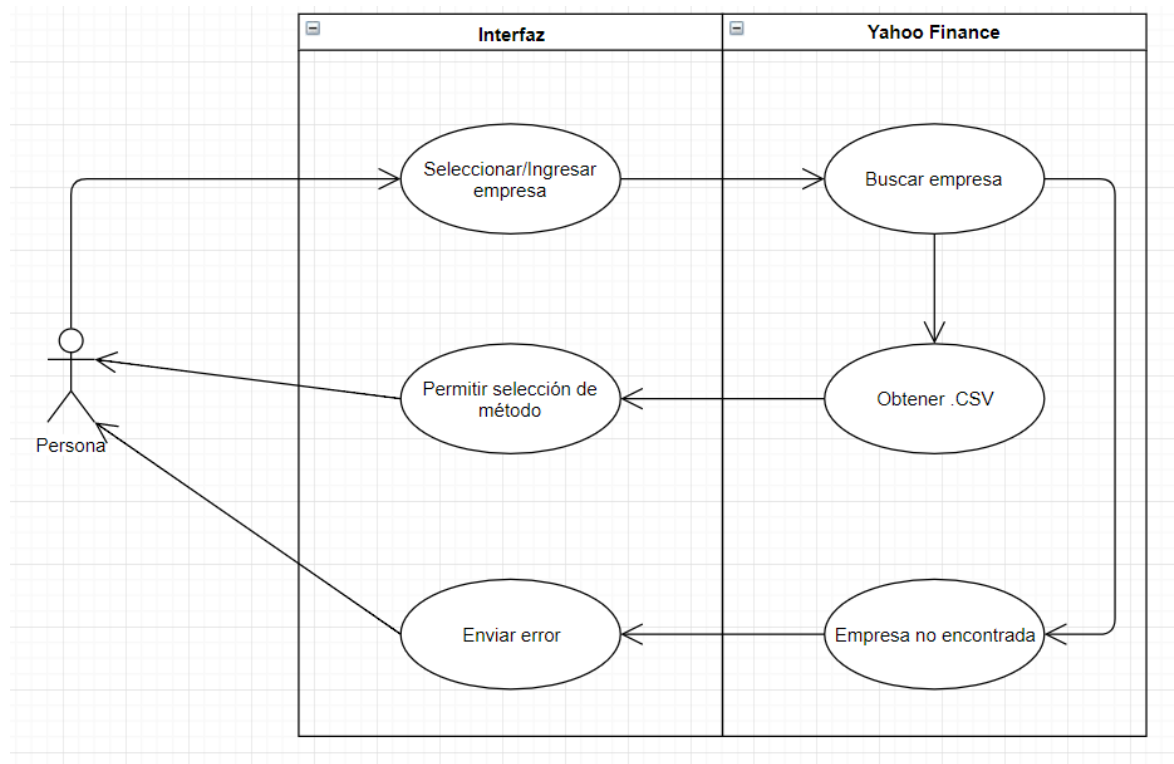 Interfaz
Yahoo Finance
Seleccionar/Ingresar
empresa
Buscar empresa
Permitir selección de
método
Obtener .CSV
Persona
Enviar error
Empresa no encontrada